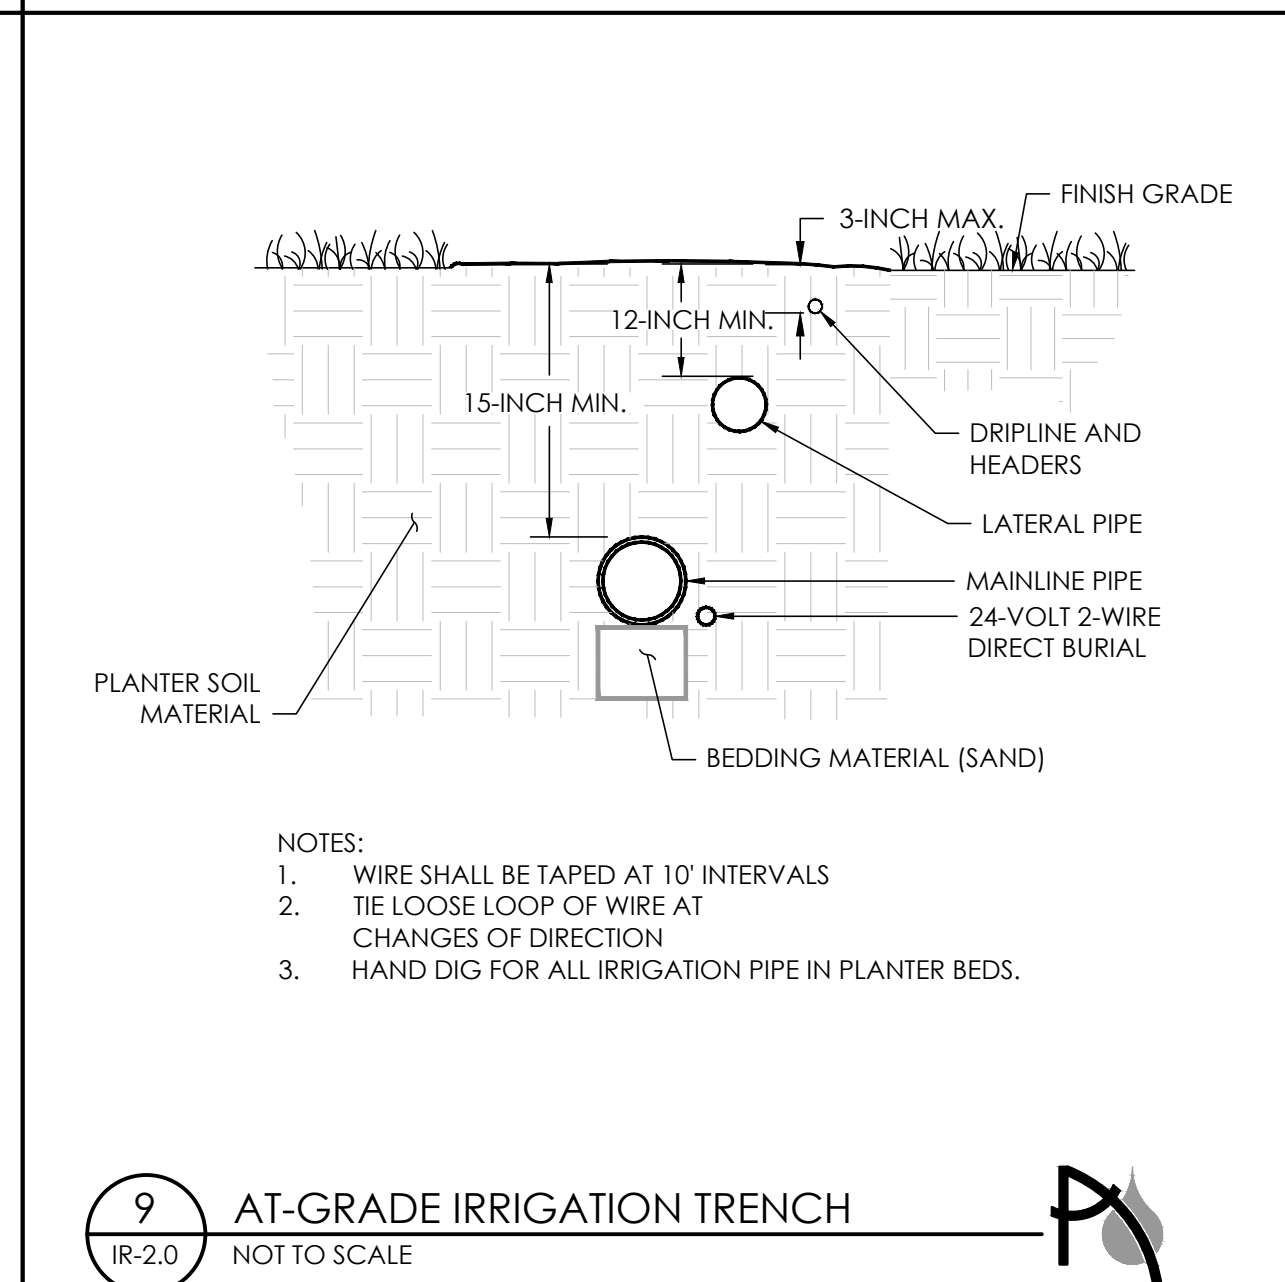 FINISH GRADE
3-INCH MAX.
12-INCH MIN.
15-INCH MIN.
DRIPLINE AND
HEADERS
LATERAL PIPE
MAINLINE PIPE
24-VOLT 2-WIRE
DIRECT BURIAL
PLANTER SOIL
MATERIAL
BEDDING MATERIAL (SAND)
NOTES:
1. WIRE SHALL BE TAPED AT 10' INTERVALS
2. TIE LOOSE LOOP OF WIRE AT
CHANGES OF DIRECTION
3. HAND DIG FOR ALL IRRIGATION PIPE IN PLANTER BEDS.
9
AT-GRADE IRRIGATION TRENCH
IR-2.0
NOT TO SCALE